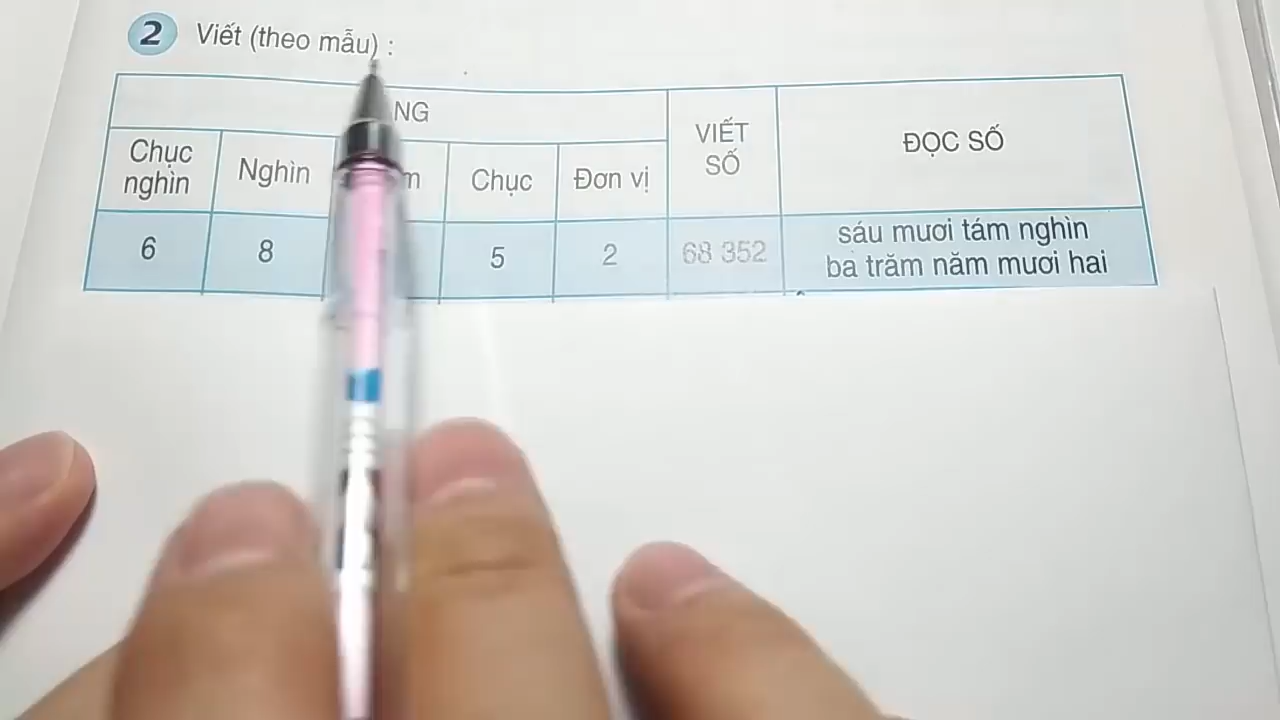 2 Viết (theo mẫu) :
NG
VIẾT SỐ
ĐỌC SỐ
Chục nghìn
Nghìn
Chục
Đơn vị
6
8
5
2
68 352
sáu mươi tám nghìn
ba trăm năm mươi hai